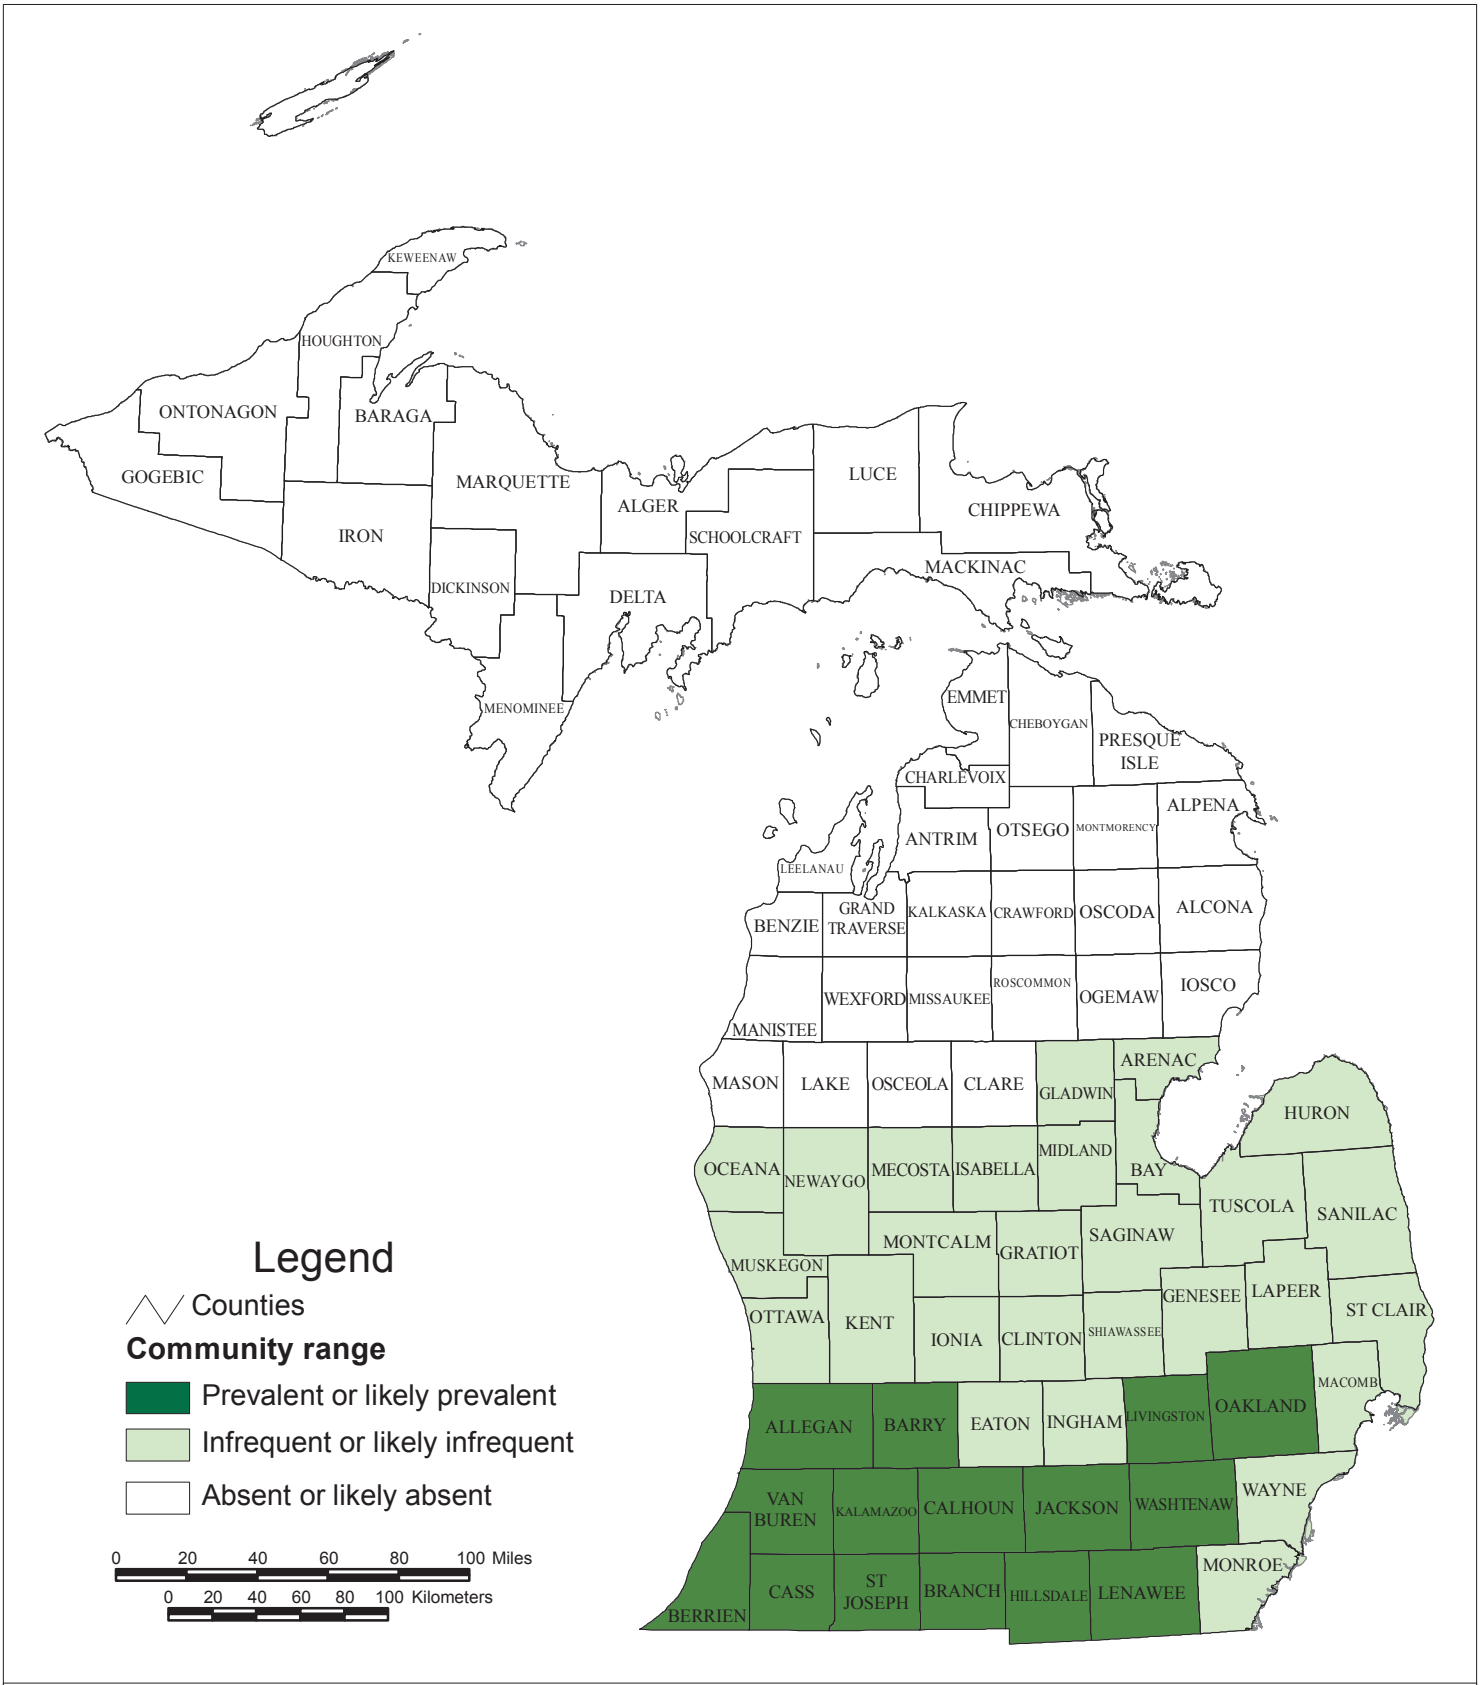 KEWEENAW
HOUGHTON
ONTONAGON
BARAGA
GOGEBIC
MARQUETTE
LUCE
ALGER
CHIPPEWA
IRON
SCHOOLCRAFT
MACKINAC
DICKINSON
DELTA
EMMET
MENOMINEE
CHEBOYGAN
PRESQUE
ISLE
CHARLEVOIX
ALPENA
ANTRIM
OTSEGO
MONTMORENCY
LEELANAU
BENZIE
GRAND
TRAVERSE
KALKASKA
CRAWFORD
OSCODA
ALCONA
MANISTEE
WEXFORD
MISSAUKEE
ROSCOMMON
OGEMAW
IOSCO
MASON
LAKE
OSCEOLA
CLARE
GLADWIN
ARENAC
HURON
OCEANA
NEWAYGO
MECOSTA
ISABELLA
MIDLAND
BAY
TUSCOLA
SANILAC
MUSKEGON
MONTCALM
GRATIOT
SAGINAW
OTTAWA
KENT
IONIA
CLINTON
SHIAWASSEE
GENESEE
LAPEER
ST CLAIR
ALLEGAN
BARRY
EATON
INGHAM
LIVINGSTON
OAKLAND
MACOMB
VAN
BUREN
KALAMAZOO
CALHOUN
JACKSON
WASHTENAW
WAYNE
BERRIEN
CASS
ST
JOSEPH
BRANCH
HILLSDALE
LENAWEE
MONROE
Legend
Counties
Community range
Prevalent or likely prevalent
Infrequent or likely infrequent
Absent or likely absent
0 20 40 60 80 100 Miles
0 20 40 60 80 100 Kilometers